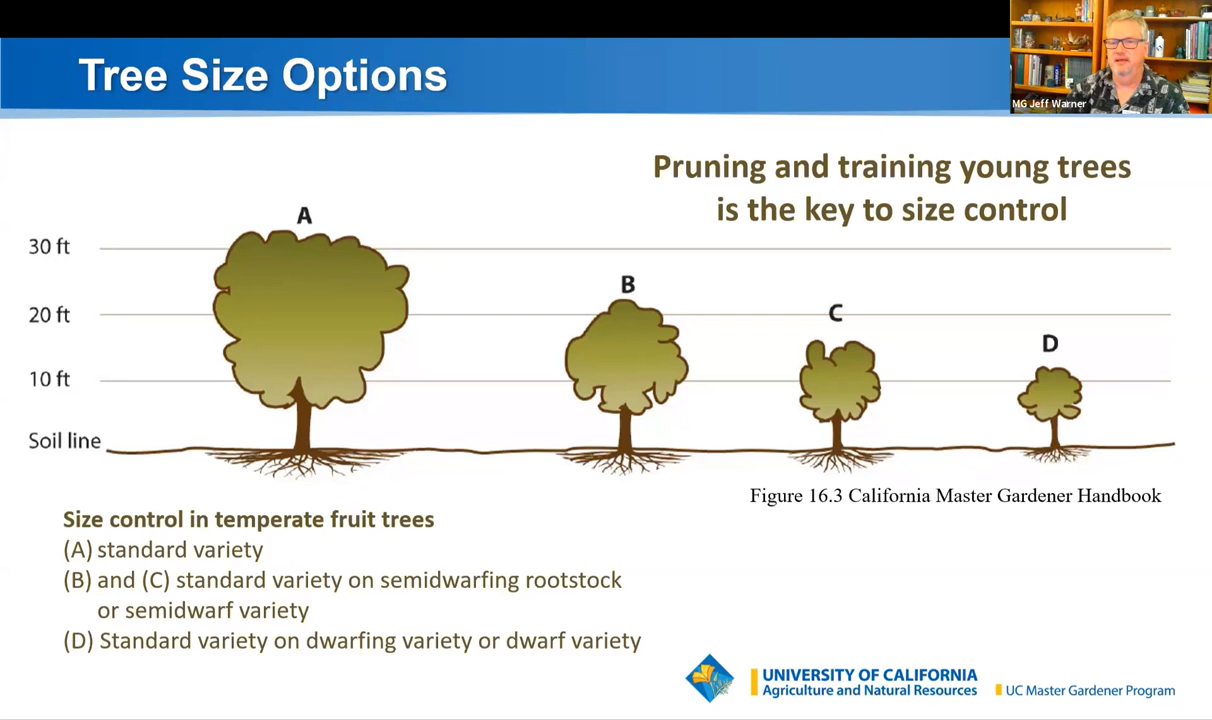 Tree Size Options
MG Jeff Warner
Pruning and training young trees
is the key to size control
A
30 ft
B
20 ft
C
D
10 ft
Soil line
Figure 16.3 California Master Gardener Handbook
Size control in temperate fruit trees
(A) standard variety
(B) and (C) standard variety on semidwarfing rootstock
or semidwarf variety
(D) Standard variety on dwarfing variety or dwarf variety
UNIVERSITY OF CALIFORNIA
Agriculture and Natural Resources
UC Master Gardener Program